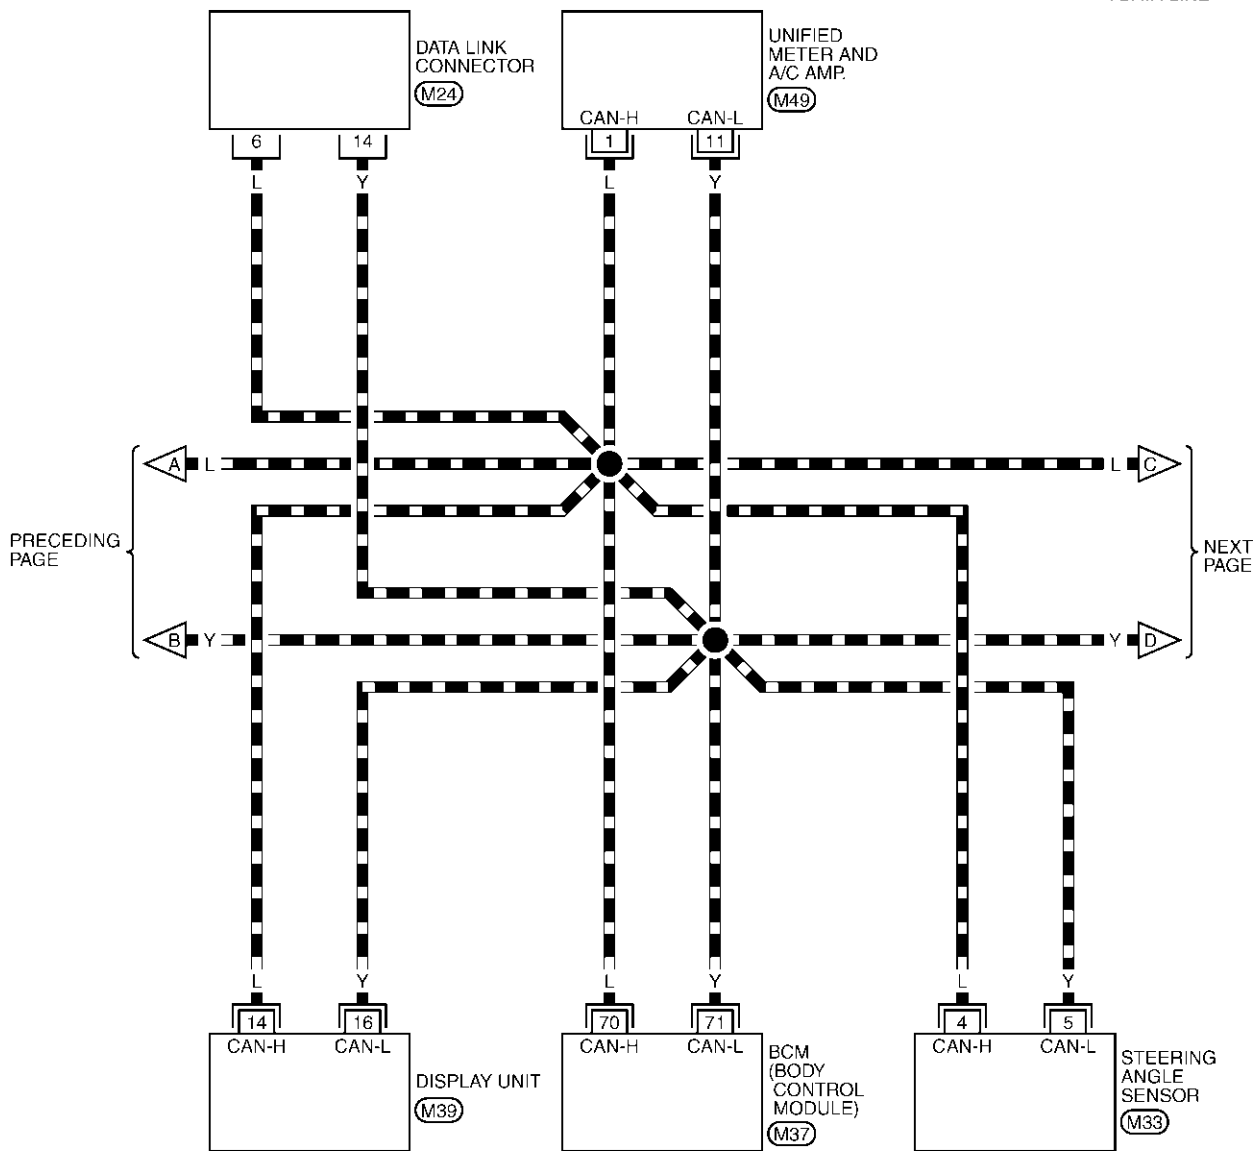 DATA LINK
CONNECTOR
M24
UNIFIED
METER AND
A/C AMP.
M49
CAN-H CAN-L
6 14 1 11
L Y L Y
A L
L C
PRECEDING
PAGE
NEXT
PAGE
B Y
Y D
L Y L Y L Y
14 16 70 71 4 5
CAN-H CAN-L CAN-H CAN-L CAN-H CAN-L
DISPLAY UNIT
M39
BCM
(BODY
CONTROL
MODULE)
M37
STEERING
ANGLE
SENSOR
M33